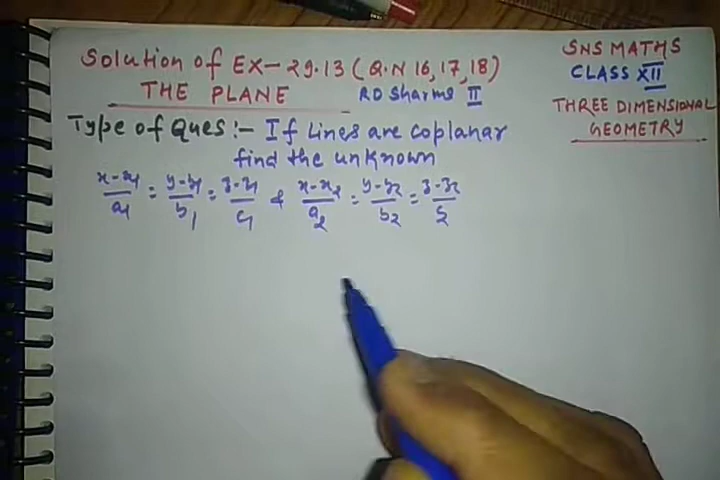 Solution of EX-29.13 (Q.N 16,17,18)
THE PLANE
RD Sharma II
SNS MATHS
CLASS XII
THREE DIMENSIONAL
GEOMETRY
Type of Ques:- If Lines are coplanar
find the unknown
x-x1/a1 = y-y1/b1 = z-z1/c1 & x-x2/a2 = y-y2/b2 = z-z2/c2